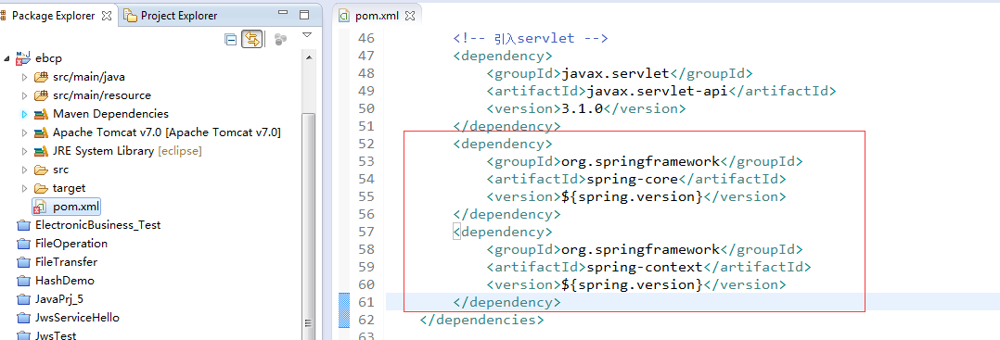 Package Explorer
Project Explorer
ebcp
src/main/java
src/main/resource
Maven Dependencies
Apache Tomcat v7.0 [Apache Tomcat v7.0]
JRE System Library [eclipse]
src
target
pom.xml
ElectronicBusiness_Test
FileOperation
FileTransfer
HashDemo
JavaPrj_5
JwsServiceHello
JwsTest
pom.xml
46 <!-- 引入servlet -->
47 <dependency>
48 <groupId>javax.servlet</groupId>
49 <artifactId>javax.servlet-api</artifactId>
50 <version>3.1.0</version>
51 </dependency>
52 <dependency>
53 <groupId>org.springframework</groupId>
54 <artifactId>spring-core</artifactId>
55 <version>${spring.version}</version>
56 </dependency>
57 <dependency>
58 <groupId>org.springframework</groupId>
59 <artifactId>spring-context</artifactId>
60 <version>${spring.version}</version>
61 </dependency>
62 </dependencies>
63